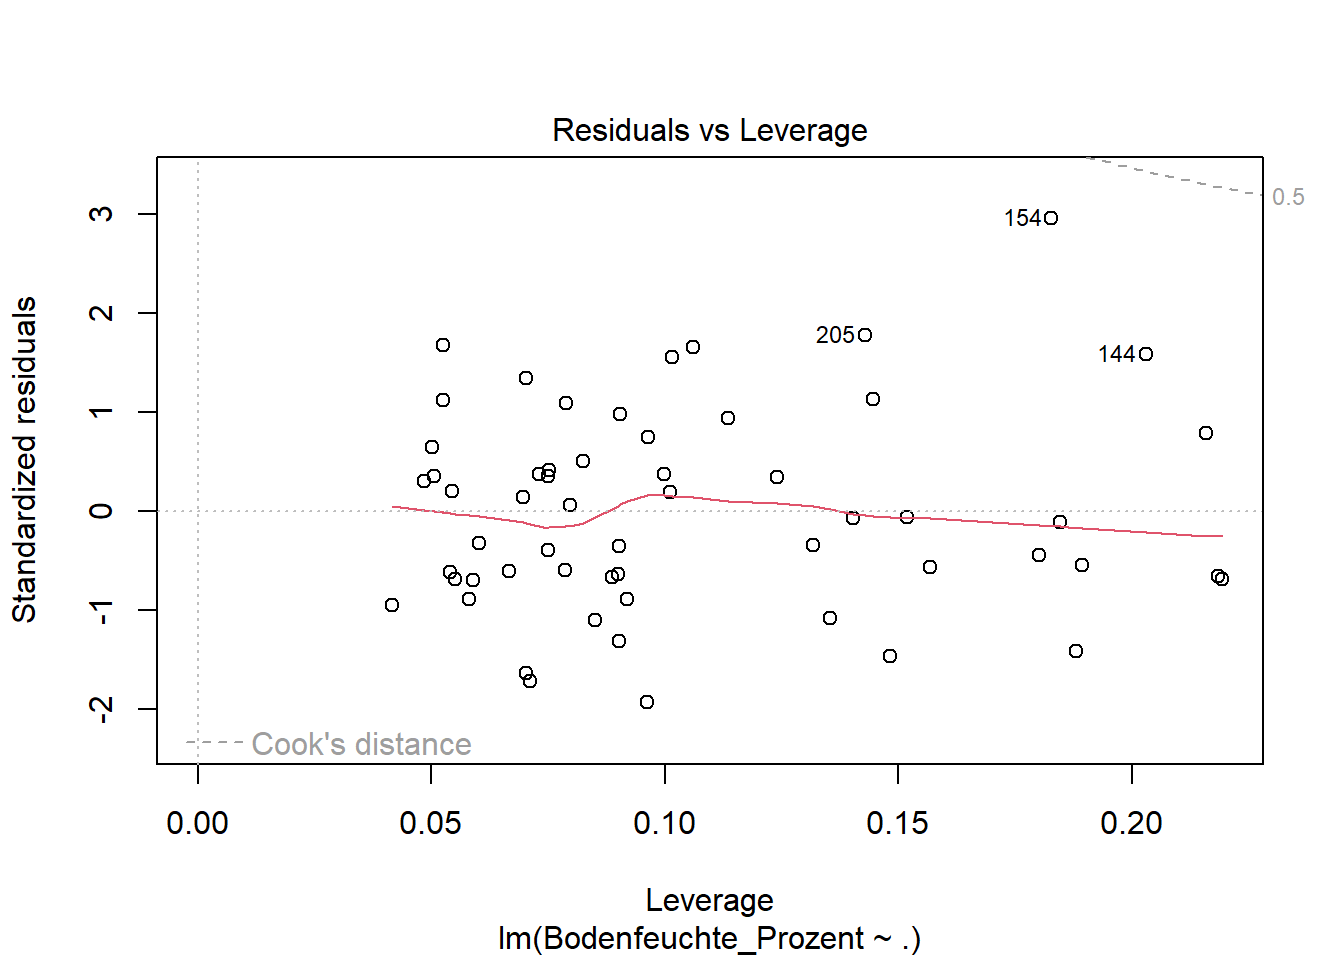 Residuals vs Leverage
Standardized residuals
3
2
1
0
-1
-2
154
205
144
0.5
Cook's distance
0.00 0.05 0.10 0.15 0.20
Leverage
lm(Bodenfeuchte_Prozent ~ .)